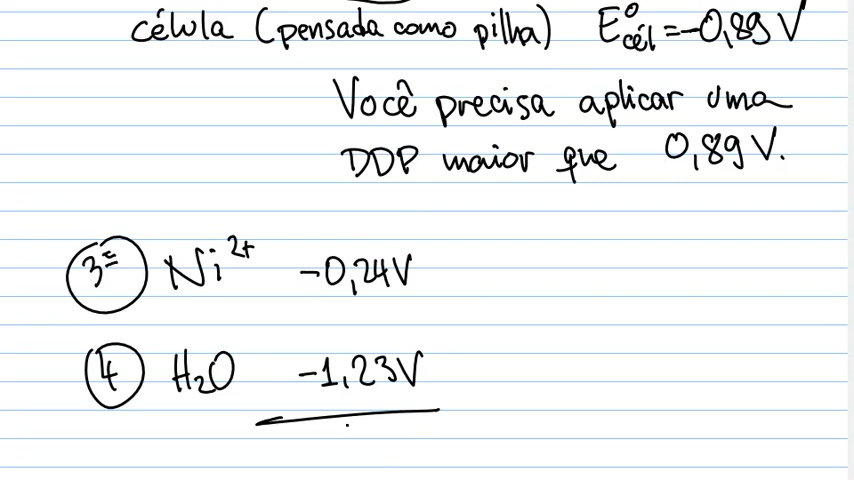 célula (pensada como pilha) E°cél = -0,89 V
Você precisa aplicar uma
DDP maior que 0,89 V.
3º Ni²⁺ -0,24V
4 H₂O -1,23V